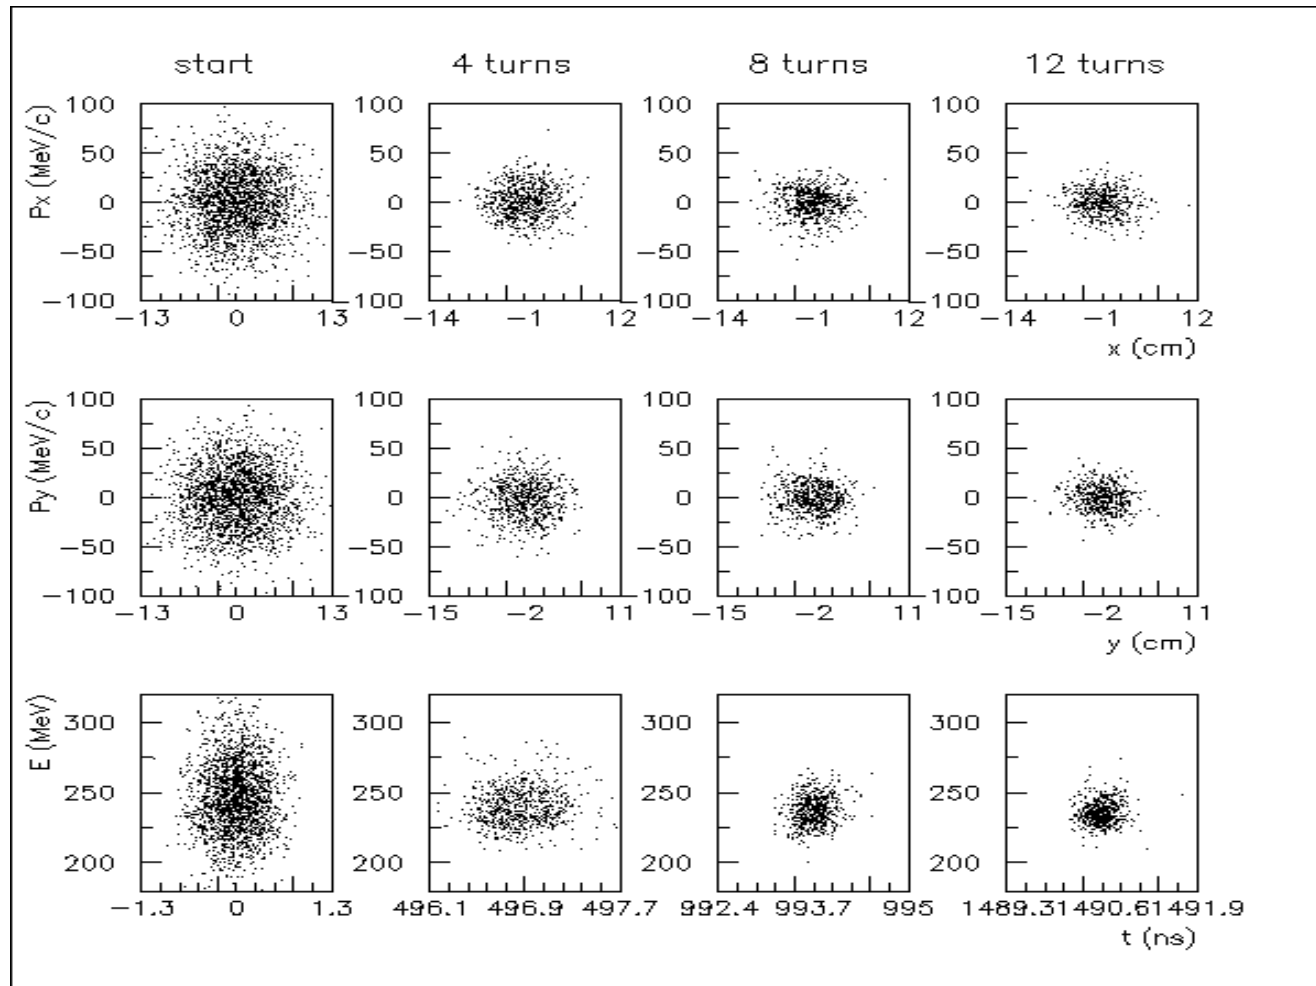 start 4 turns 8 turns 12 turns
Px (MeV/c)
100 100 100 100
50 50 50 50
0 0 0 0
−50 −50 −50 −50
−100 −100 −100 −100
−13 0 13 −14 −1 12 −14 −1 12 −14 −1 12
x (cm)
Py (MeV/c)
100 100 100 100
50 50 50 50
0 0 0 0
−50 −50 −50 −50
−100 −100 −100 −100
−13 0 13 −15 −2 11 −15 −2 11 −15 −2 11
y (cm)
E (MeV)
300 300 300 300
250 250 250 250
200 200 200 200
−1.3 0 1.3 496.1 496.9 497.7 992.4 993.7 995 1489.3 1490.6 1491.9
t (ns)